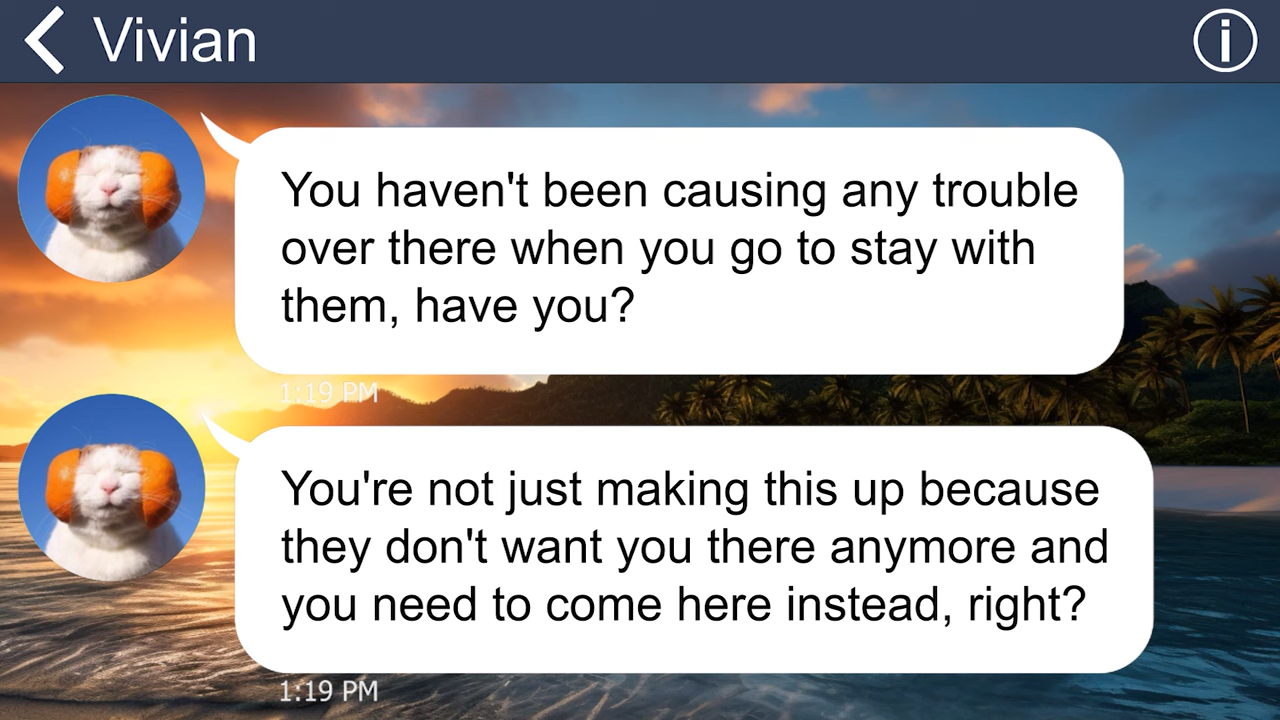 Vivian
You haven't been causing any trouble
over there when you go to stay with
them, have you?
1:19 PM
You're not just making this up because
they don't want you there anymore and
you need to come here instead, right?
1:19 PM